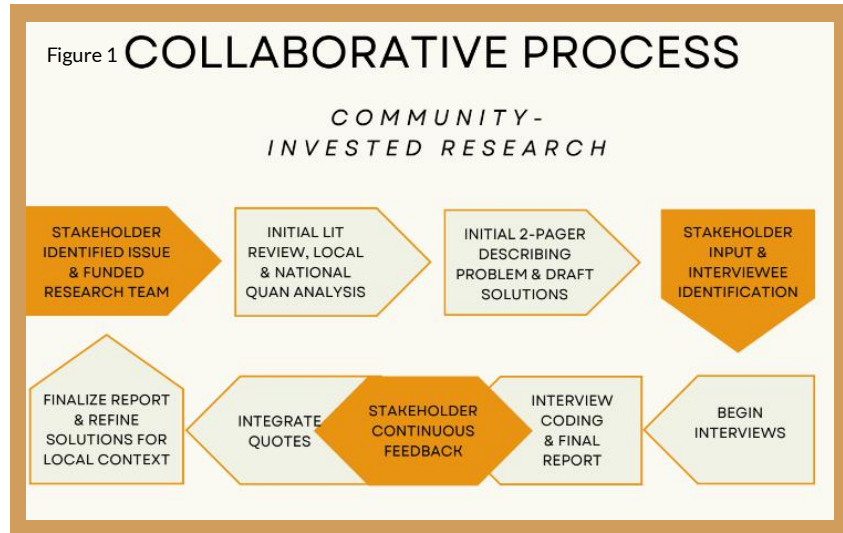 Figure 1 COLLABORATIVE PROCESS
COMMUNITY-
INVESTED RESEARCH
STAKEHOLDER
IDENTIFIED ISSUE
& FUNDED
RESEARCH TEAM
INITIAL LIT
REVIEW, LOCAL
& NATIONAL
QUAN ANALYSIS
INITIAL 2-PAGER
DESCRIBING
PROBLEM & DRAFT
SOLUTIONS
STAKEHOLDER
INPUT &
INTERVIEWEE
IDENTIFICATION
BEGIN
INTERVIEWS
INTERVIEW
CODING
& FINAL
REPORT
STAKEHOLDER
CONTINUOUS
FEEDBACK
INTEGRATE
QUOTES
FINALIZE REPORT
& REFINE
SOLUTIONS FOR
LOCAL CONTEXT